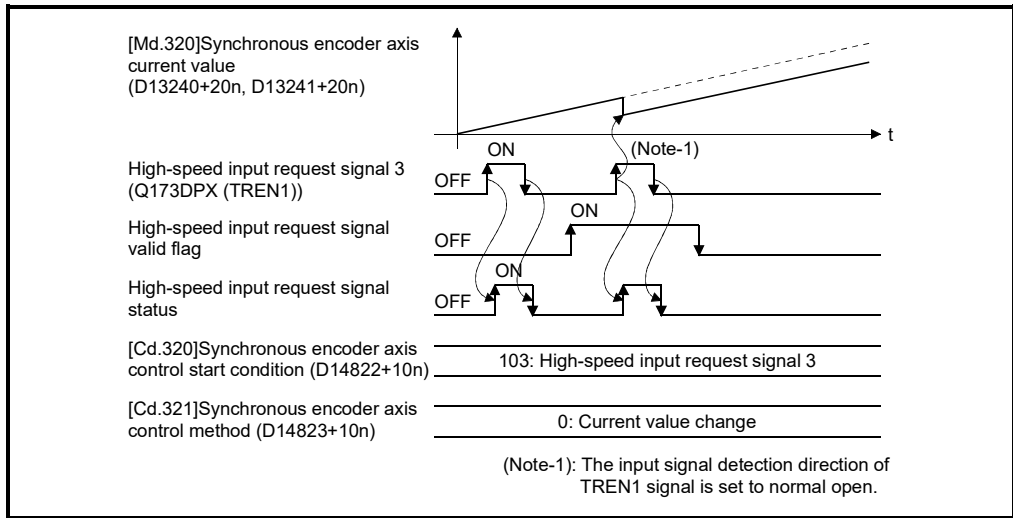 [Md.320]Synchronous encoder axis
current value
(D13240+20n, D13241+20n)
t
ON
(Note-1)
High-speed input request signal 3
(Q173DPX (TREN1))
OFF
ON
High-speed input request signal
valid flag
OFF
ON
High-speed input request signal
status
OFF
[Cd.320]Synchronous encoder axis
control start condition (D14822+10n)
103: High-speed input request signal 3
[Cd.321]Synchronous encoder axis
control method (D14823+10n)
0: Current value change
(Note-1): The input signal detection direction of
TREN1 signal is set to normal open.